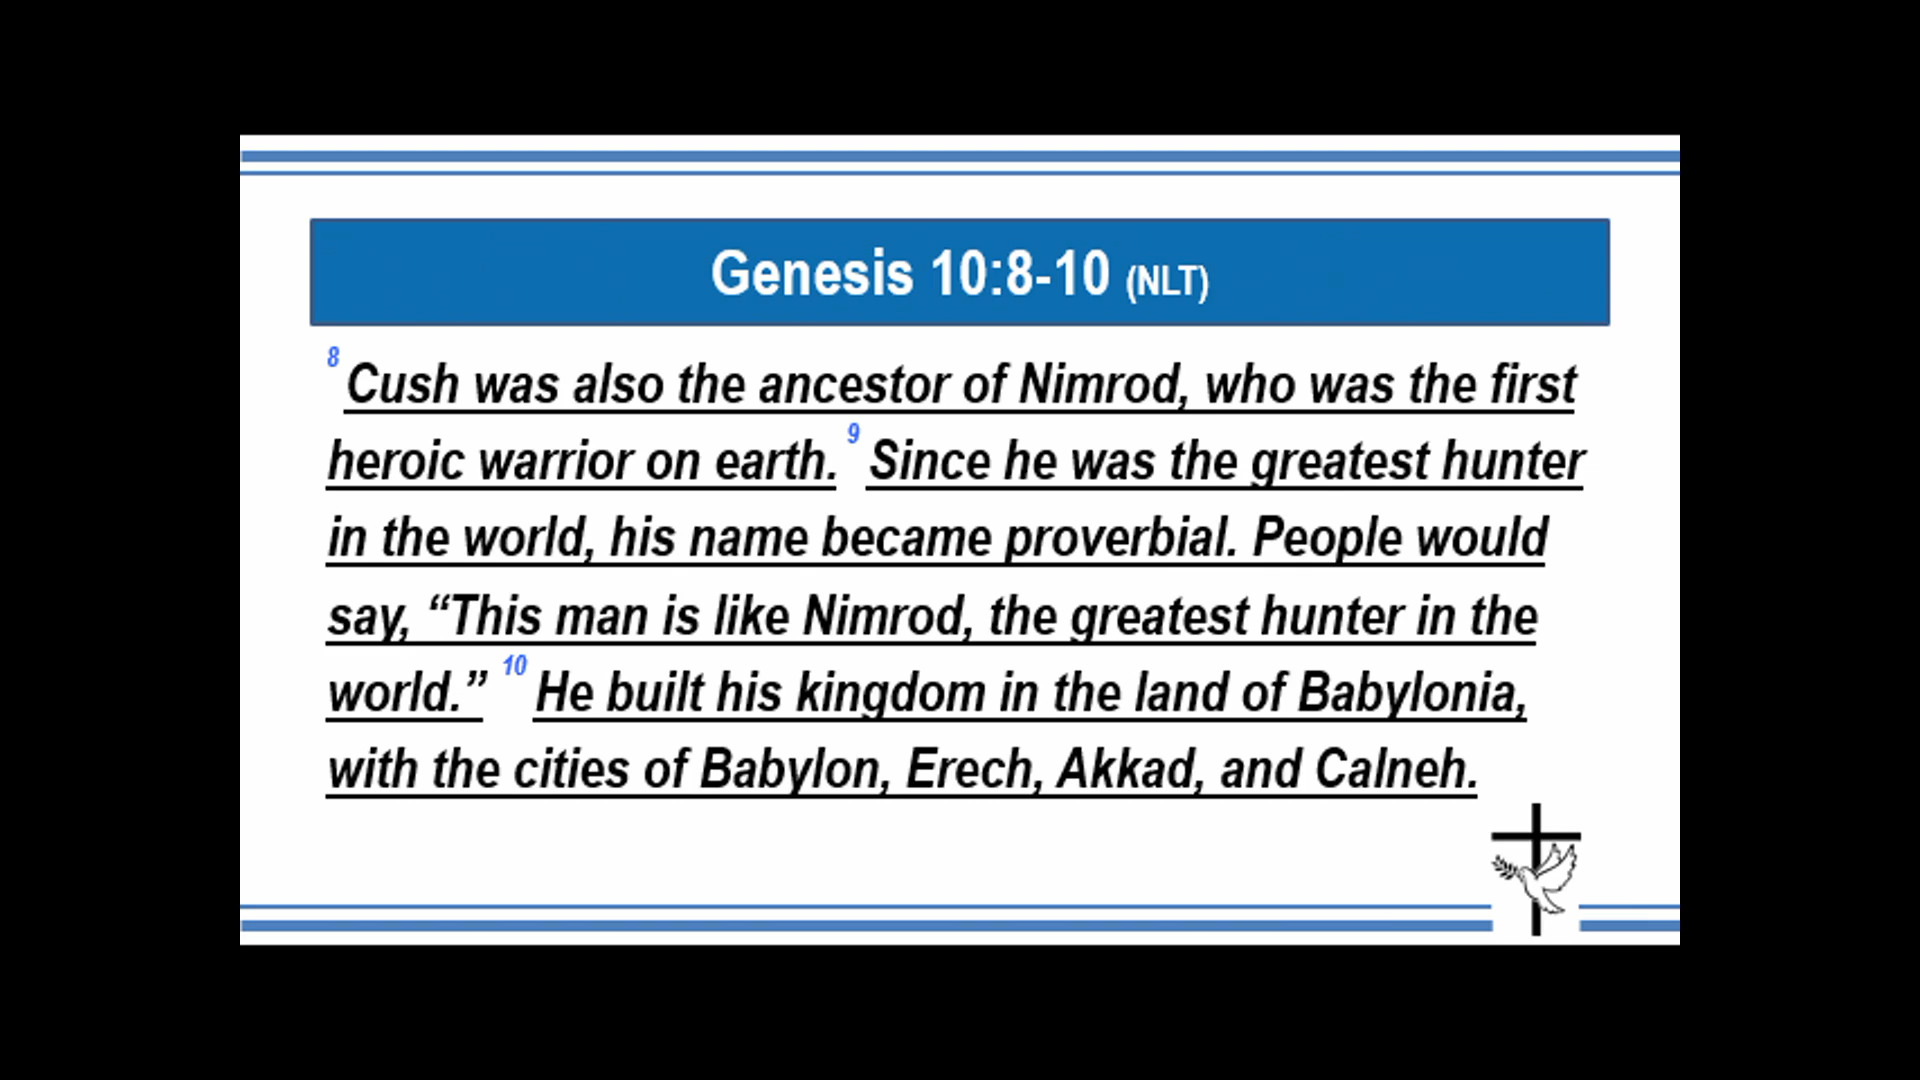 Genesis 10:8-10 (NLT)
8 Cush was also the ancestor of Nimrod, who was the first
heroic warrior on earth. 9 Since he was the greatest hunter
in the world, his name became proverbial. People would
say, “This man is like Nimrod, the greatest hunter in the
world.” 10 He built his kingdom in the land of Babylonia,
with the cities of Babylon, Erech, Akkad, and Calneh.